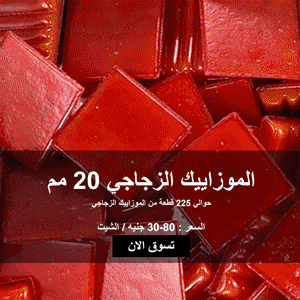 الموزاييك الزجاجي 20 مم
حوالي 225 قطعة من الموزاييك الزجاجي
السعر : 80-30 جنيه / الشيت
تسوق الان